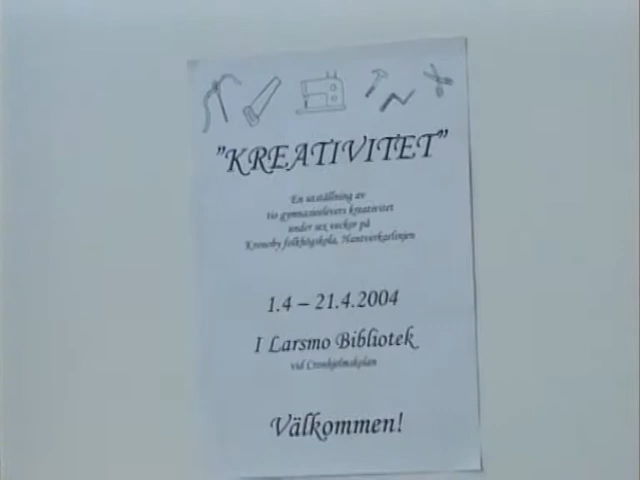 "KREATIVITET"
En utställning av
tio gymnasieelevers kreativitet
under sex veckor på
Kronoby folkhögskola, Hantverkarlinjen
1.4 – 21.4.2004
I Larsmo Bibliotek
vid Cronhjelmskolan
Välkommen!